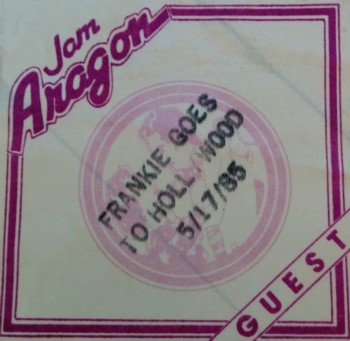 Jam
Aragon
FRANKIE GOES
TO HOLLYWOOD
5/17/85
GUEST